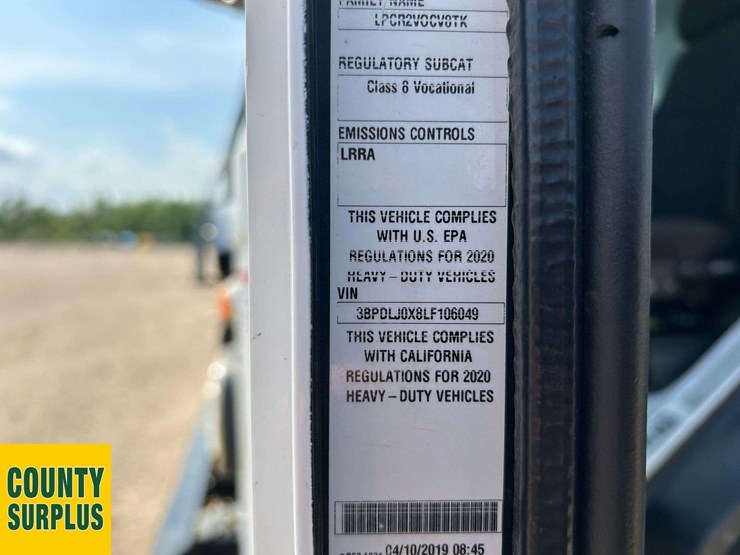 FAMILY NAME
LPCR2VOCV8TK
REGULATORY SUBCAT
Class 8 Vocational
EMISSIONS CONTROLS
LRRA
THIS VEHICLE COMPLIES
WITH U.S. EPA
REGULATIONS FOR 2020
HEAVY-DUTY VEHICLES
VIN
3BPDLJ0X8LF106049
THIS VEHICLE COMPLIES
WITH CALIFORNIA
REGULATIONS FOR 2020
HEAVY-DUTY VEHICLES
04/10/2019 08:45
COUNTY
SURPLUS